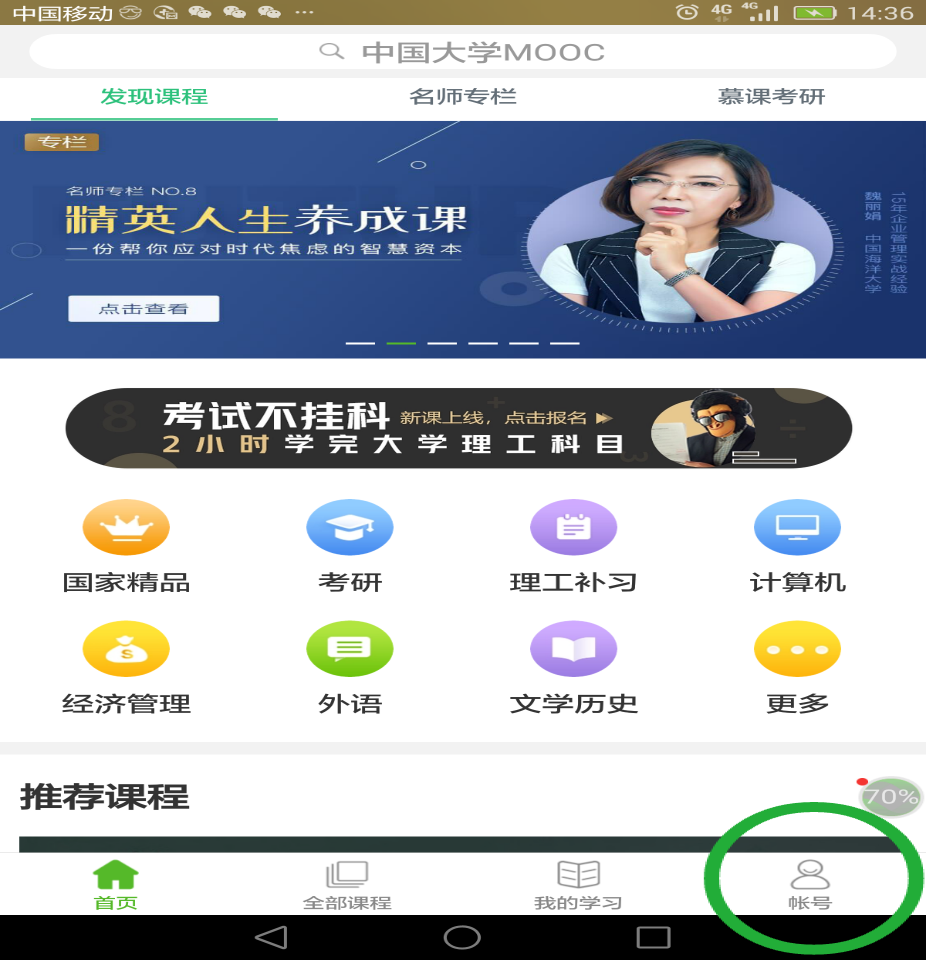 中国移动 ... 4G 4G 14:36
中国大学MOOC
发现课程 名师专栏 慕课考研
专栏
名师专栏 NO.8
精英人生养成课
一份帮你应对时代焦虑的智慧资本
点击查看
15年企业管理实战经验
魏丽娟 中国海洋大学
考试不挂科 新课上线，点击报名
2小时学完大学理工科目
国家精品 考研 理工补习 计算机
经济管理 外语 文学历史 更多
推荐课程
70%
首页 全部课程 我的学习 帐号